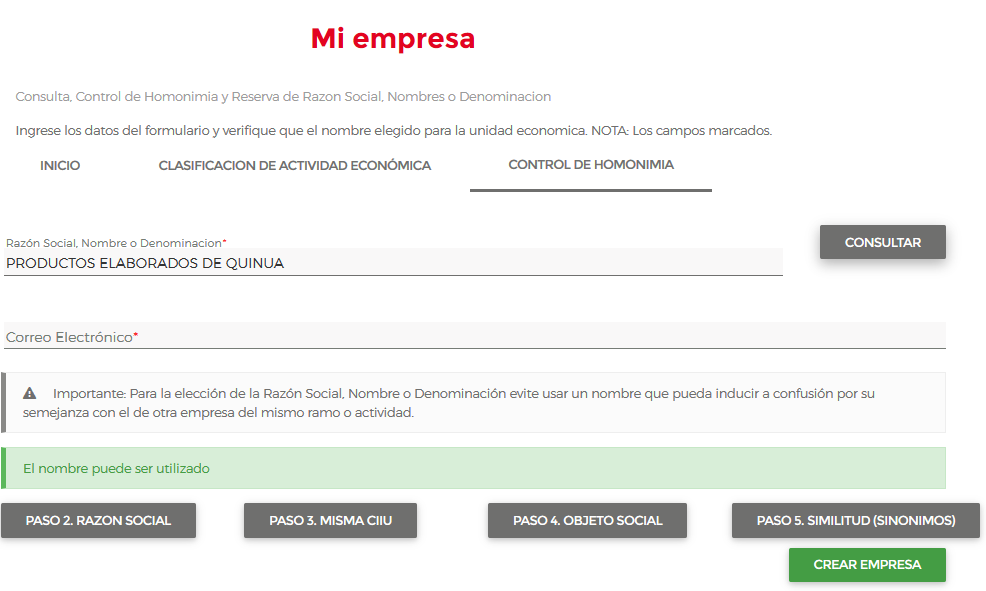 Mi empresa
Consulta, Control de Homonimia y Reserva de Razon Social, Nombres o Denominacion
Ingrese los datos del formulario y verifique que el nombre elegido para la unidad economica. NOTA: Los campos marcados.
INICIO CLASIFICACION DE ACTIVIDAD ECONÓMICA CONTROL DE HOMONIMIA
Razón Social, Nombre o Denominacion*
PRODUCTOS ELABORADOS DE QUINUA
CONSULTAR
Correo Electrónico*
Importante: Para la elección de la Razón Social, Nombre o Denominación evite usar un nombre que pueda inducir a confusión por su
semejanza con el de otra empresa del mismo ramo o actividad.
El nombre puede ser utilizado
PASO 2. RAZON SOCIAL PASO 3. MISMA CIIU PASO 4. OBJETO SOCIAL PASO 5. SIMILITUD (SINONIMOS)
CREAR EMPRESA